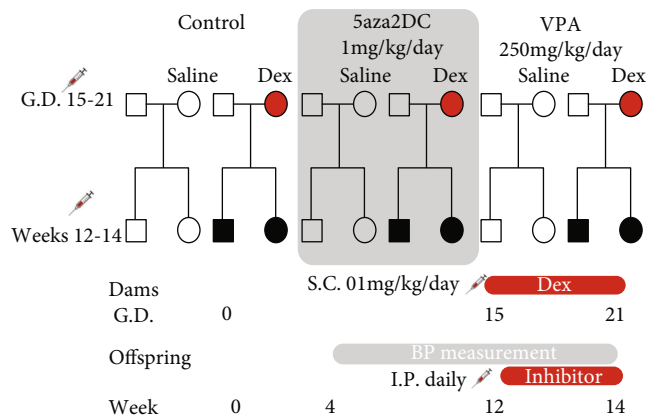 Control 5aza2DC VPA
1mg/kg/day 250mg/kg/day
Saline Dex Saline Dex Saline Dex
G.D. 15-21
Weeks 12-14
S.C. 01mg/kg/day Dex
Dams
G.D. 0 15 21
Offspring BP measurement
I.P. daily Inhibitor
Week 0 4 12 14